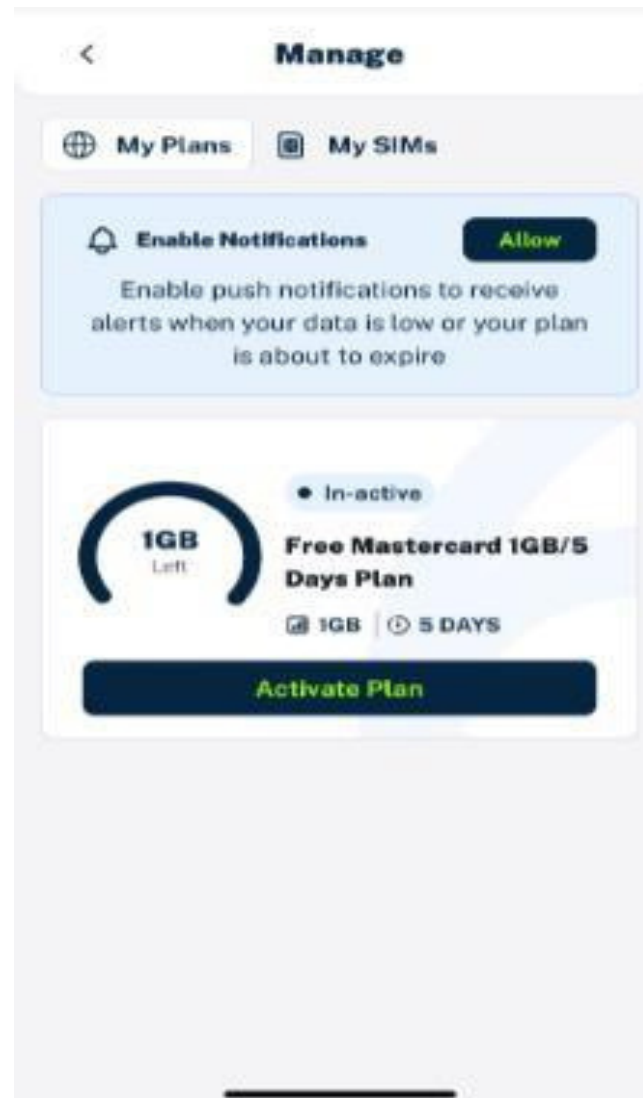 Manage
My Plans My SIMs
Enable Notifications Allow
Enable push notifications to receive
alerts when your data is low or your plan
is about to expire
In-active
1GB
Left
Free Mastercard 1GB/5
Days Plan
1GB 5 DAYS
Activate Plan